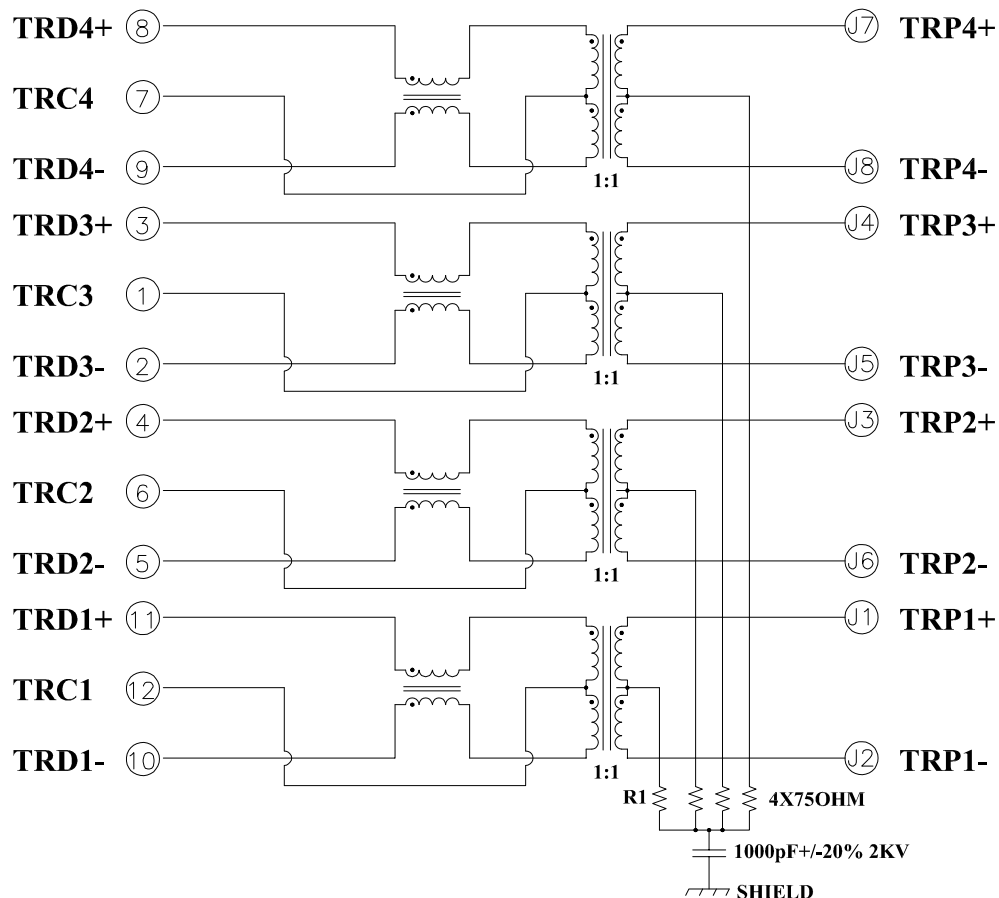 TRD4+ 8 J7 TRP4+
TRC4 7
TRD4- 9 J8 TRP4-
1:1
TRD3+ 3 J4 TRP3+
TRC3 1
TRD3- 2 J5 TRP3-
1:1
TRD2+ 4 J3 TRP2+
TRC2 6
TRD2- 5 J6 TRP2-
1:1
TRD1+ 11 J1 TRP1+
TRC1 12
TRD1- 10 J2 TRP1-
1:1
R1 4X75OHM
1000pF+/-20% 2KV
SHIELD